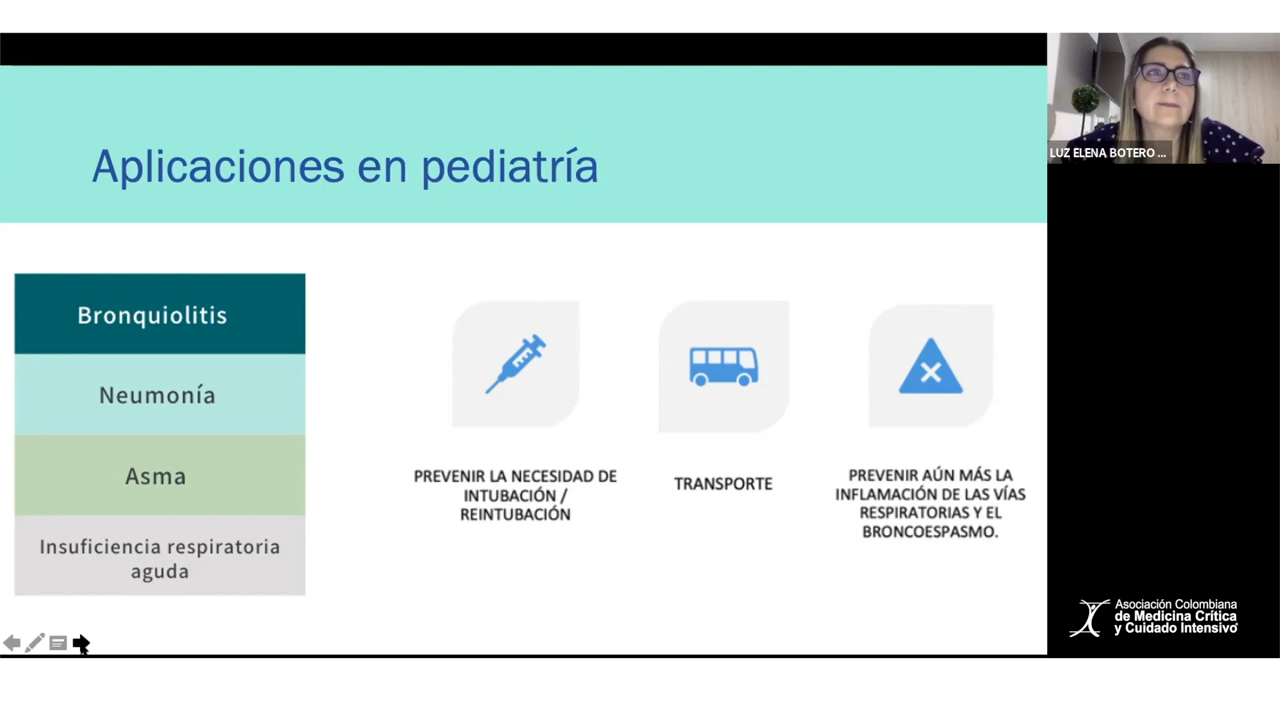 Aplicaciones en pediatría
Bronquiolitis
Neumonía
Asma
Insuficiencia respiratoria
aguda
PREVENIR LA NECESIDAD DE
INTUBACIÓN /
REINTUBACIÓN
TRANSPORTE
PREVENIR AÚN MÁS LA
INFLAMACIÓN DE LAS VÍAS
RESPIRATORIAS Y EL
BRONCOESPASMO.
LUZ ELENA BOTERO ...
Asociación Colombiana
de Medicina Crítica
y Cuidado Intensivo